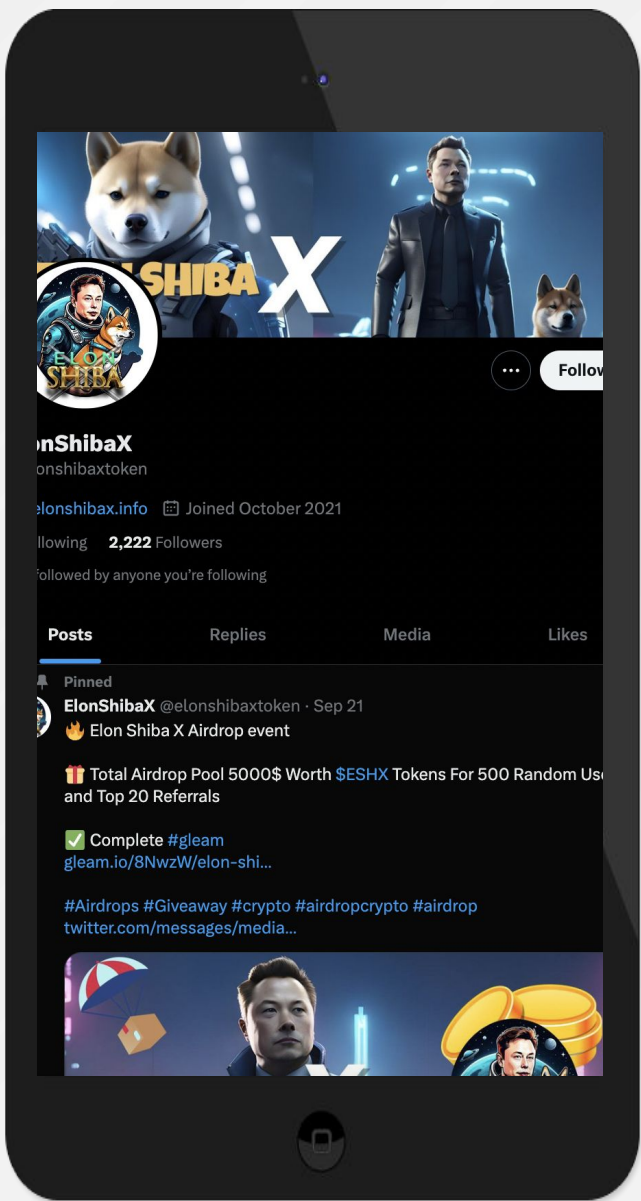 SHIBA X
ELON
SHIBA
Follow
onShibaX
onshibaxtoken
elonshibax.info Joined October 2021
llowing 2,222 Followers
followed by anyone you’re following
Posts Replies Media Likes
Pinned
ElonShibaX @elonshibaxtoken · Sep 21
🔥 Elon Shiba X Airdrop event
🎁 Total Airdrop Pool 5000$ Worth $ESHX Tokens For 500 Random Use
and Top 20 Referrals
✅ Complete #gleam
gleam.io/8NwzW/elon-shi...
#Airdrops #Giveaway #crypto #airdropcrypto #airdrop
twitter.com/messages/media...